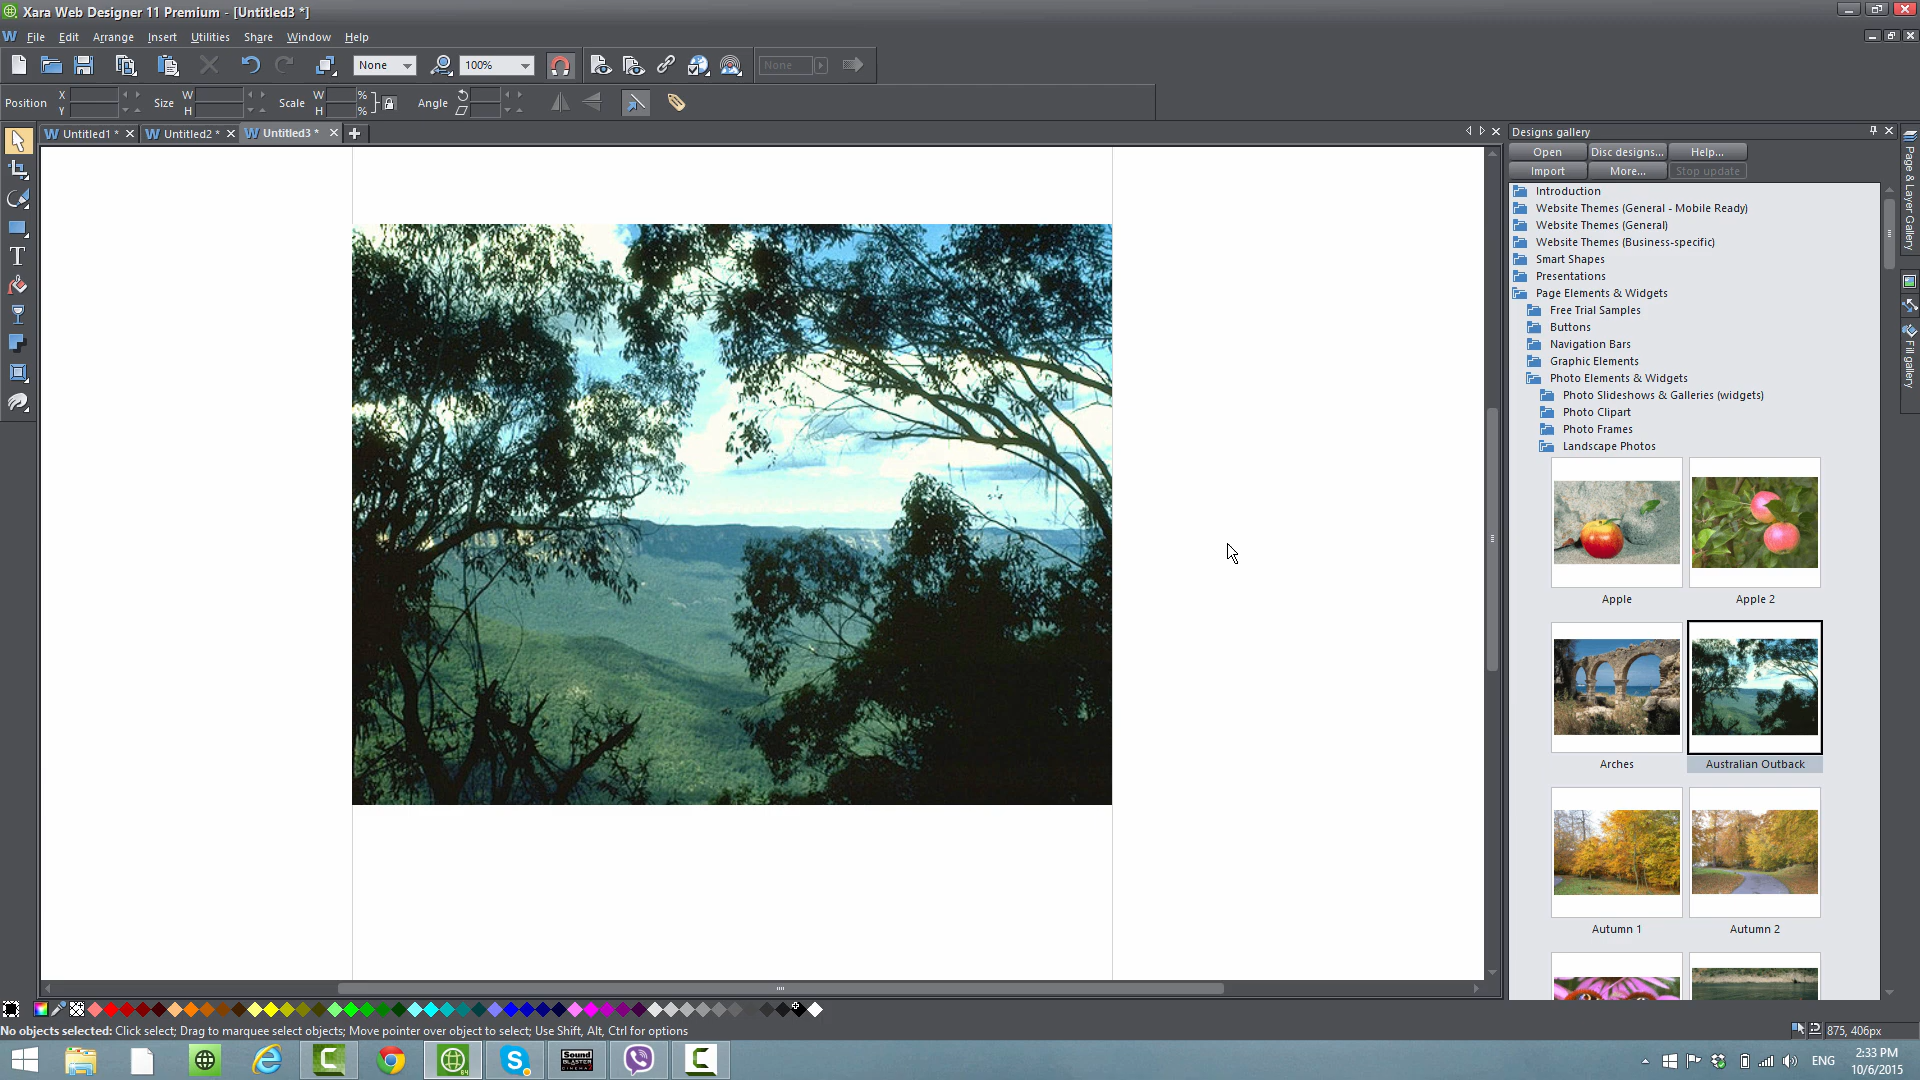 Xara Web Designer 11 Premium - [Untitled3 *]
File Edit Arrange Insert Utilities Share Window Help
None 100% None
Position X Y Size W H Scale W % H % Angle
Untitled1 * Untitled2 * Untitled3 *
Designs gallery
Open Disc designs... Help...
Import More... Stop update
Introduction
Website Themes (General - Mobile Ready)
Website Themes (General)
Website Themes (Business-specific)
Smart Shapes
Presentations
Page Elements & Widgets
Free Trial Samples
Buttons
Navigation Bars
Graphic Elements
Photo Elements & Widgets
Photo Slideshows & Galleries (widgets)
Photo Clipart
Photo Frames
Landscape Photos
Apple Apple 2
Arches Australian Outback
Autumn 1 Autumn 2
Page & Layer Gallery
Fill gallery
No objects selected: Click select; Drag to marquee select objects; Move pointer over object to select; Use Shift, Alt, Ctrl for options
875, 406px
Sound BLASTER CINEMA2
64
ENG 2:33 PM
10/6/2015